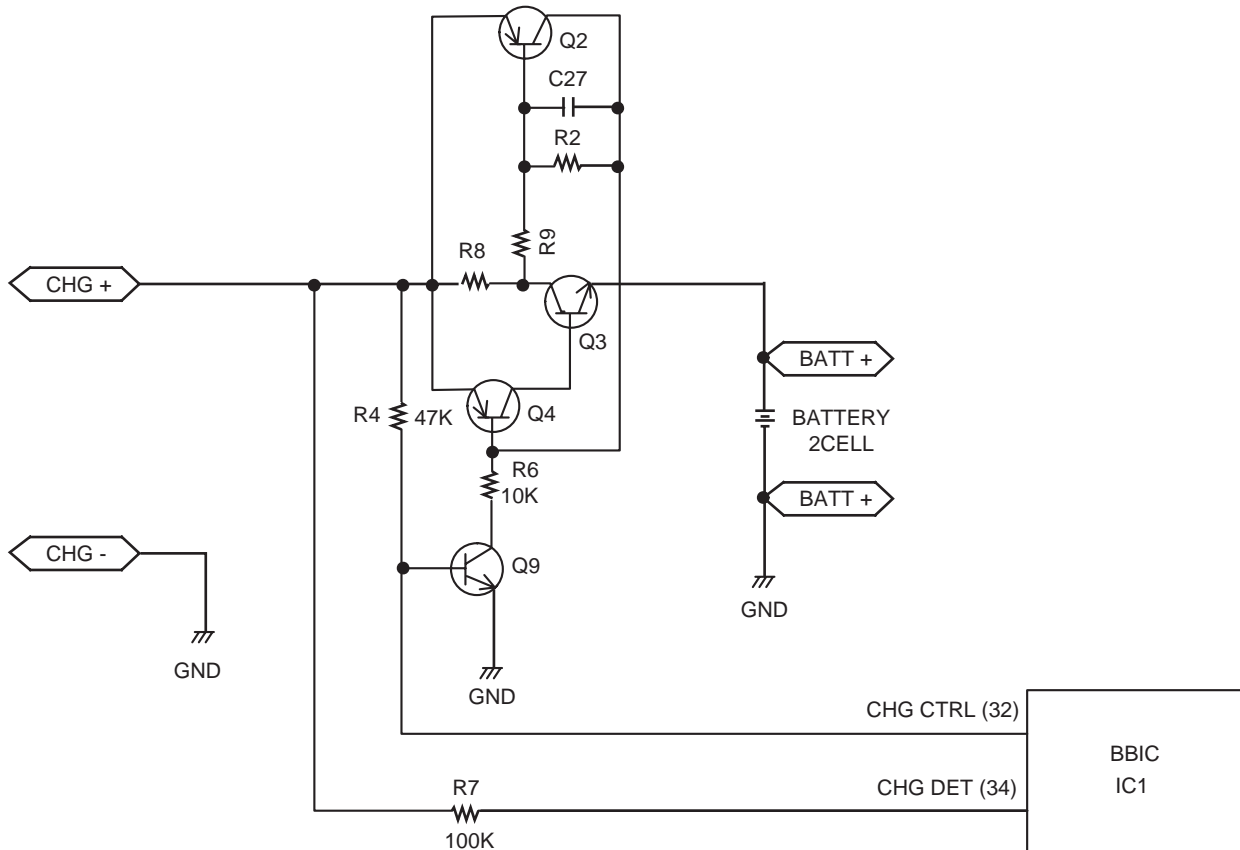 Q2
C27
R2
R9
R8
CHG +
Q3
BATT +
R4 47K
Q4
BATTERY
2CELL
R6
10K
BATT +
CHG -
Q9
GND
GND
GND
CHG CTRL (32)
BBIC
IC1
CHG DET (34)
R7
100K